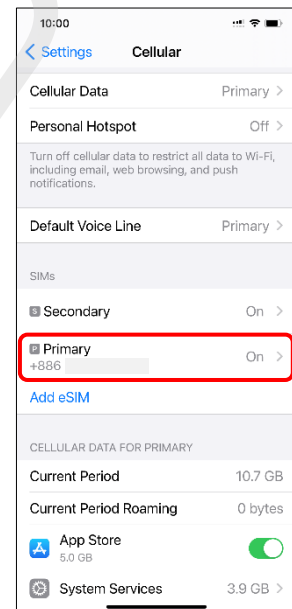 10:00
Settings Cellular
Cellular Data Primary
Personal Hotspot Off
Turn off cellular data to restrict all data to Wi-Fi,
including email, web browsing, and push
notifications.
Default Voice Line Primary
SIMs
S Secondary On
P Primary On
+886
Add eSIM
CELLULAR DATA FOR PRIMARY
Current Period 10.7 GB
Current Period Roaming 0 bytes
App Store
5.0 GB
System Services 3.9 GB